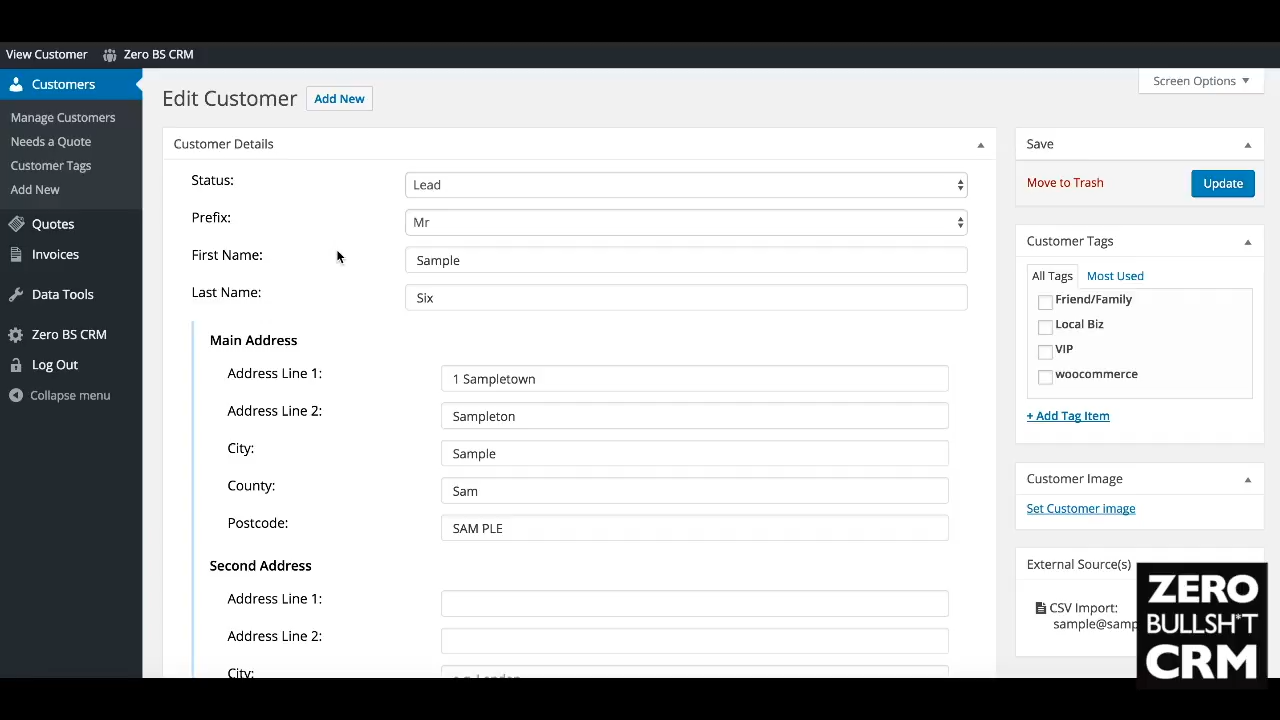 View Customer
Zero BS CRM
Customers
Manage Customers
Needs a Quote
Customer Tags
Add New
Quotes
Invoices
Data Tools
Zero BS CRM
Log Out
Collapse menu
Screen Options
Edit Customer
Add New
Customer Details
Status:
Lead
Prefix:
Mr
First Name:
Sample
Last Name:
Six
Main Address
Address Line 1:
1 Sampletown
Address Line 2:
Sampleton
City:
Sample
County:
Sam
Postcode:
SAM PLE
Second Address
Address Line 1:
Address Line 2:
City:
Save
Move to Trash
Update
Customer Tags
All Tags
Most Used
Friend/Family
Local Biz
VIP
woocommerce
+ Add Tag Item
Customer Image
Set Customer image
External Source(s)
CSV Import:
sample@samp
ZERO
BULLSH*T
CRM